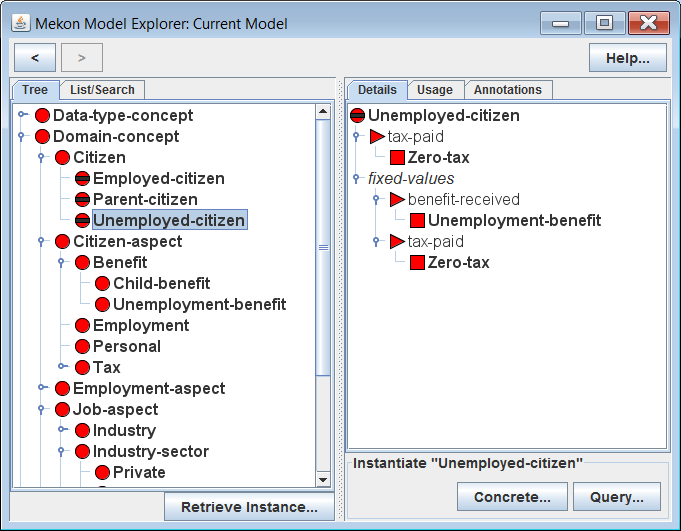 Mekon Model Explorer: Current Model
<
>
Help...
Tree
List/Search
Data-type-concept
Domain-concept
Citizen
Employed-citizen
Parent-citizen
Unemployed-citizen
Citizen-aspect
Benefit
Child-benefit
Unemployment-benefit
Employment
Personal
Tax
Employment-aspect
Job-aspect
Industry
Industry-sector
Private
Retrieve Instance...
Details
Usage
Annotations
Unemployed-citizen
tax-paid
Zero-tax
fixed-values
benefit-received
Unemployment-benefit
tax-paid
Zero-tax
Instantiate "Unemployed-citizen"
Concrete...
Query...